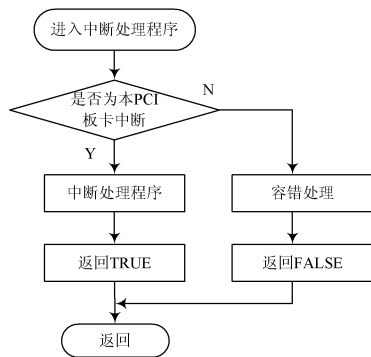 进入中断处理程序
是否为本PCI
板卡中断
N
Y
中断处理程序
容错处理
返回TRUE
返回FALSE
返回